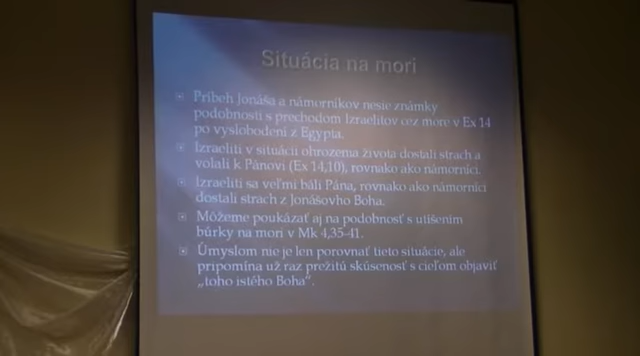 Situácia na mori
Príbeh Jonáša a námorníkov nesie známky
podobnosti s prechodom Izraelitov cez more v Ex 14
po vyslobodení z Egypta.
Izraeliti v situácii ohrozenia života dostali strach a
volali k Pánovi (Ex 14,10), rovnako ako námorníci.
Izraeliti sa veľmi báli Pána, rovnako ako námorníci
dostali strach z Jonášovho Boha.
Môžeme poukázať aj na podobnosť s utíšením
búrky na mori v Mk 4,35-41.
Úmyslom nie je len porovnať tieto situácie, ale
pripomína už raz prežitú skúsenosť s cieľom objaviť
„toho istého Boha“.